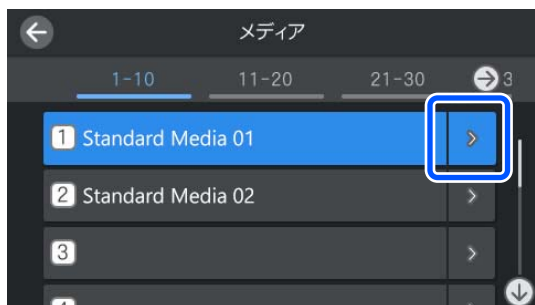 メディア
1-10 11-20 21-30 3
1 Standard Media 01
2 Standard Media 02
3